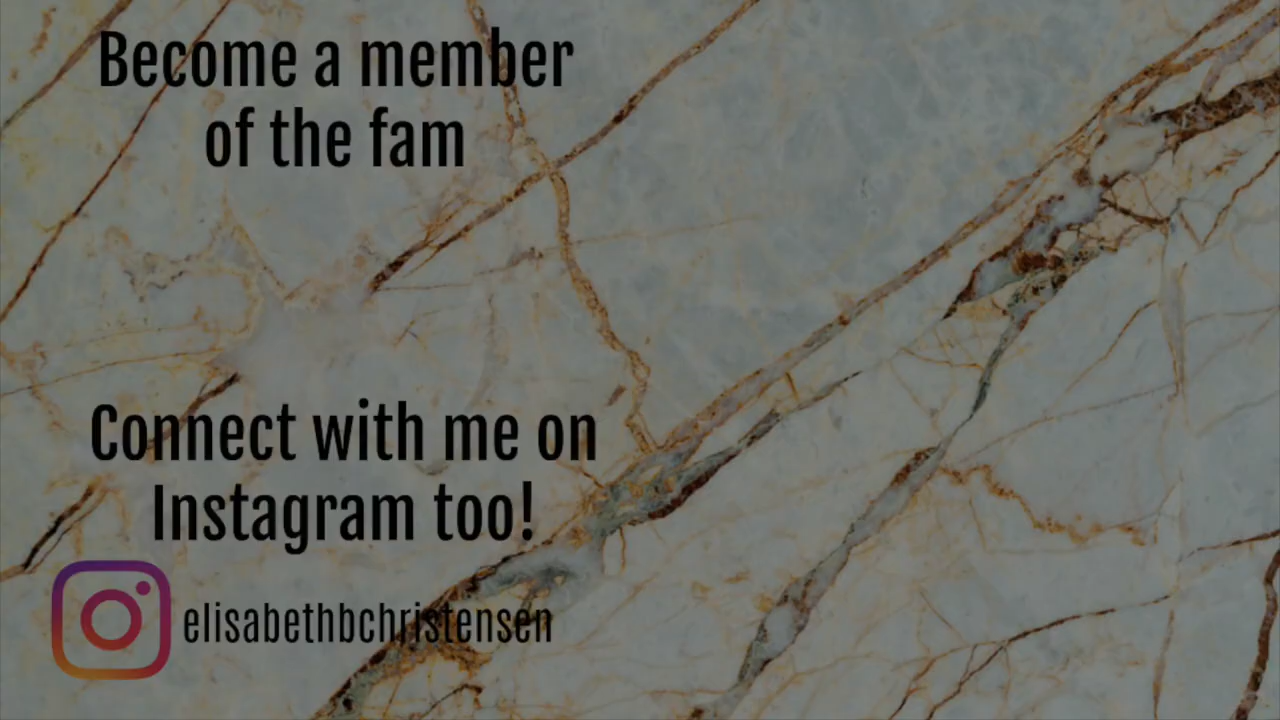 Become a member
of the fam
Connect with me on
Instagram too!
elisabethbchristensen